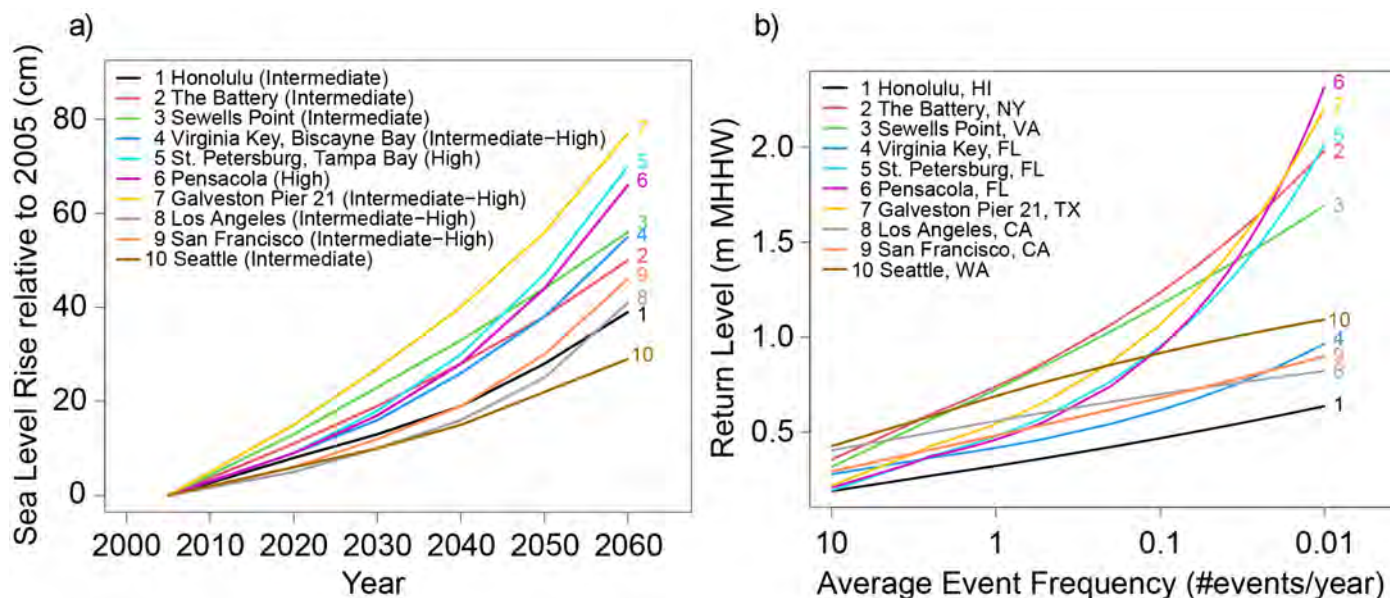 a)
Sea Level Rise relative to 2005 (cm)
80
60
40
20
0
1 Honolulu (Intermediate)
2 The Battery (Intermediate)
3 Sewells Point (Intermediate)
4 Virginia Key, Biscayne Bay (Intermediate−High)
5 St. Petersburg, Tampa Bay (High)
6 Pensacola (High)
7 Galveston Pier 21 (Intermediate−High)
8 Los Angeles (Intermediate−High)
9 San Francisco (Intermediate−High)
10 Seattle (Intermediate)
7
5
6
3
4
2
9
8
1
10
2000 2010 2020 2030 2040 2050 2060
Year
b)
Return Level (m MHHW)
2.0
1.5
1.0
0.5
1 Honolulu, HI
2 The Battery, NY
3 Sewells Point, VA
4 Virginia Key, FL
5 St. Petersburg, FL
6 Pensacola, FL
7 Galveston Pier 21, TX
8 Los Angeles, CA
9 San Francisco, CA
10 Seattle, WA
6
7
5
2
3
10
4
9
8
1
10 1 0.1 0.01
Average Event Frequency (#events/year)